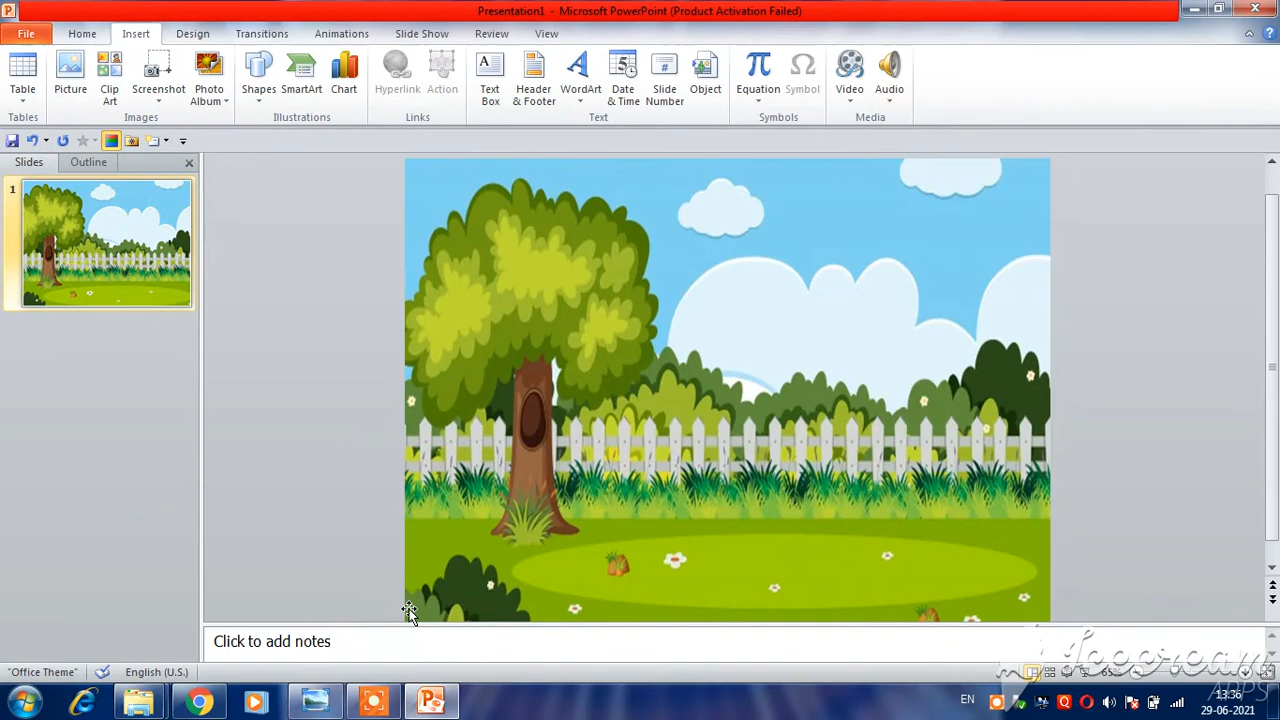 Presentation1 - Microsoft PowerPoint (Product Activation Failed)
File Home Insert Design Transitions Animations Slide Show Review View
Table Picture Clip Art Screenshot Photo Album Shapes SmartArt Chart Hyperlink Action Text Box Header & Footer WordArt Date & Time Slide Number Object Equation Symbol Video Audio
Tables Images Illustrations Links Text Symbols Media
Slides Outline
1
Click to add notes
"Office Theme" English (U.S.)
EN 13:36
29-06-2021